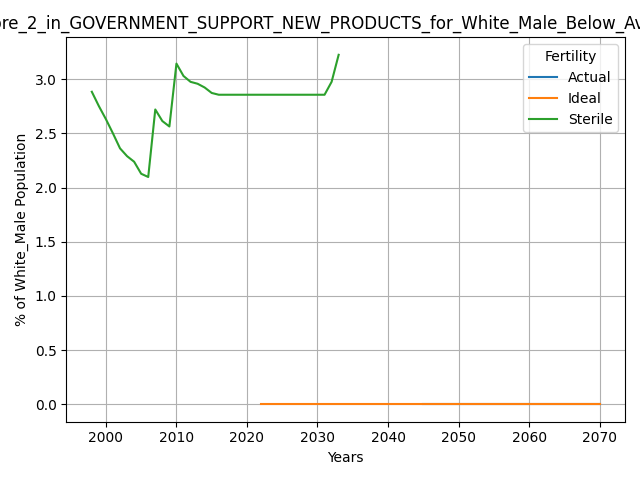 re_2_in_GOVERNMENT_SUPPORT_NEW_PRODUCTS_for_White_Male_Below_Av
Fertility
Actual
Ideal
Sterile
% of White_Male Population
3.0
2.5
2.0
1.5
1.0
0.5
0.0
2000 2010 2020 2030 2040 2050 2060 2070
Years